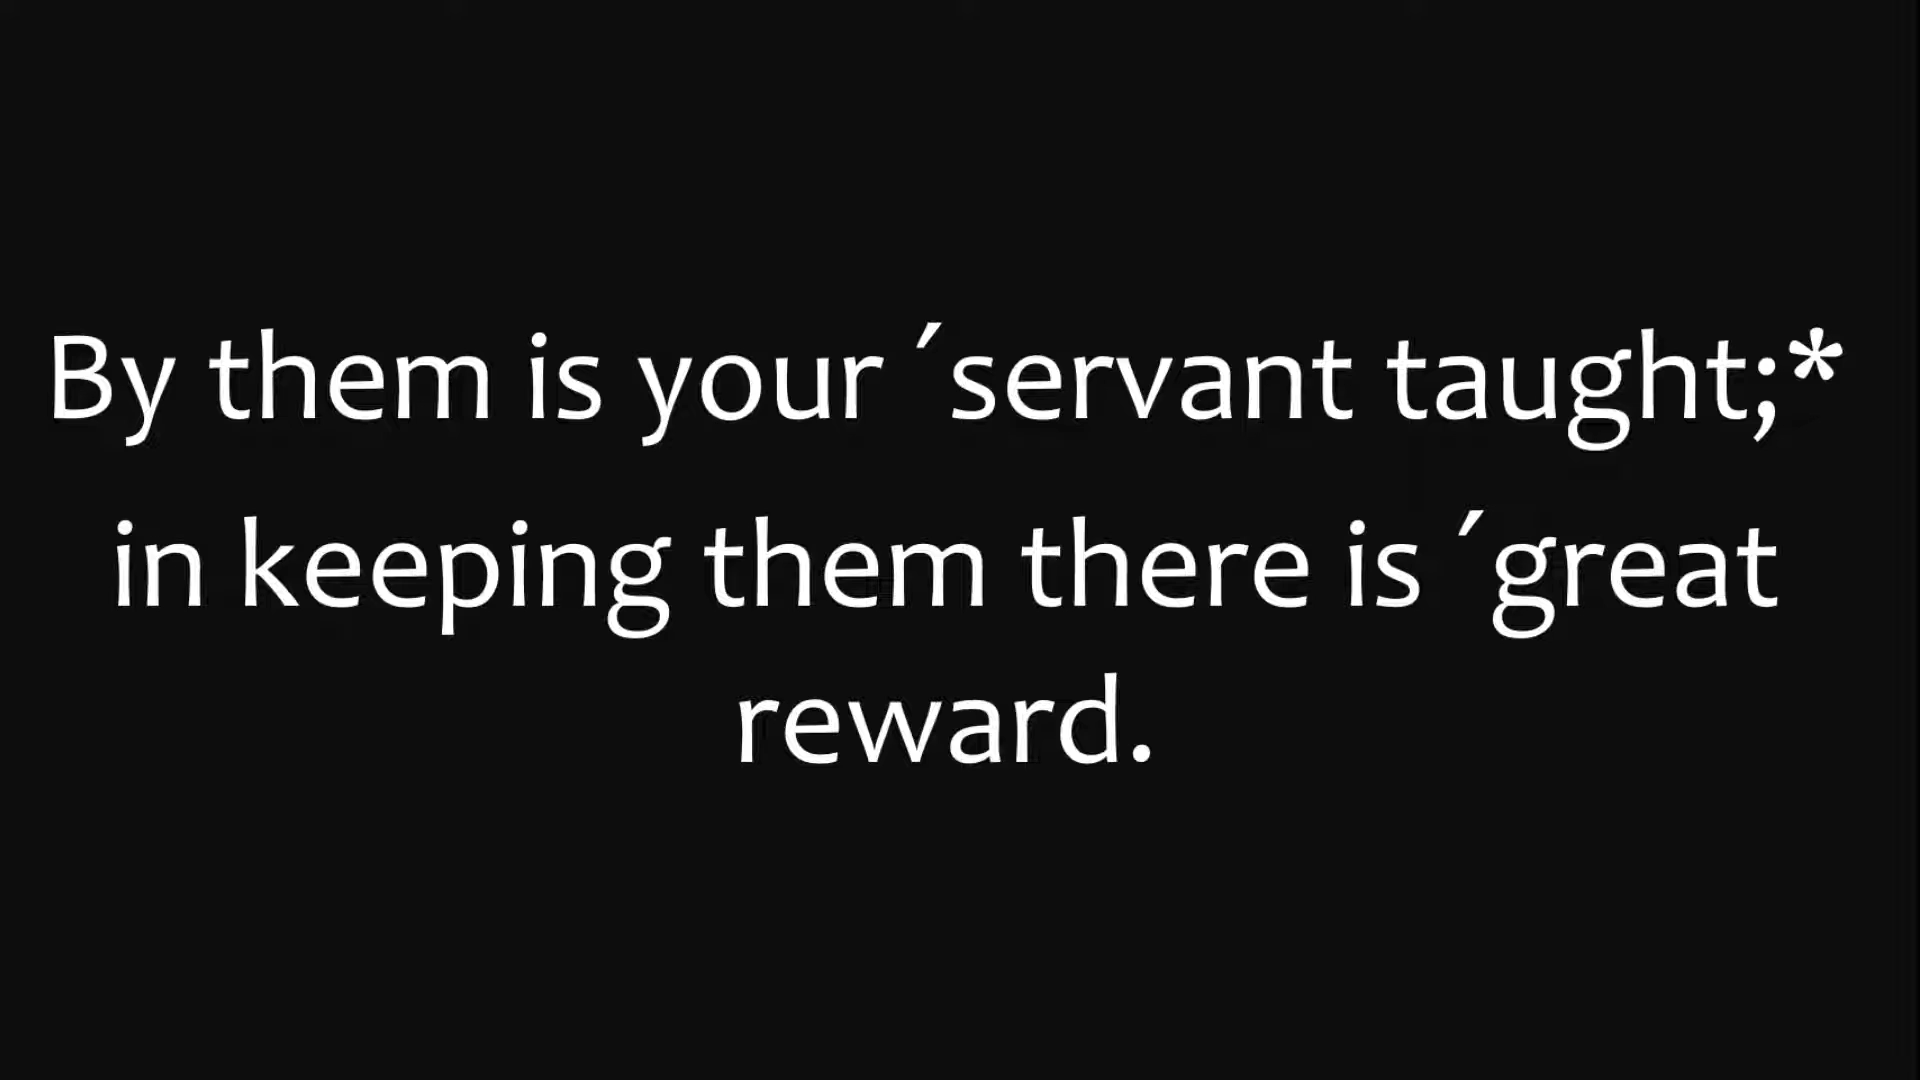 By them is your ´servant taught;*
in keeping them there is ´great
reward.